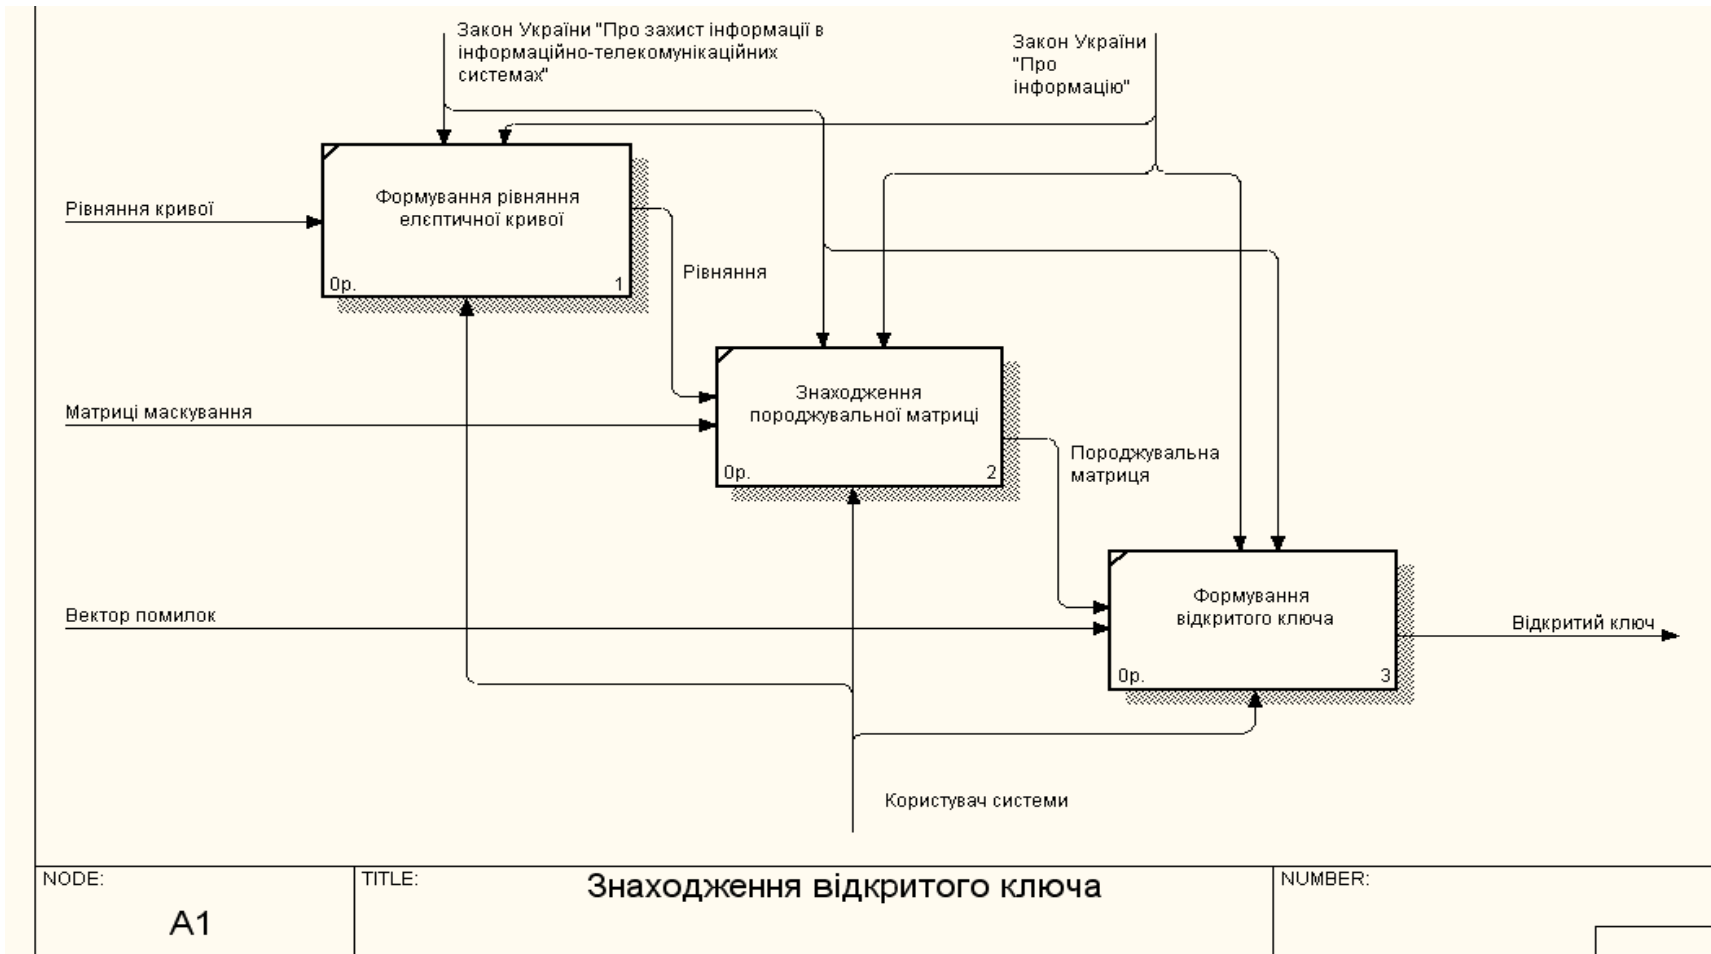 Закон України "Про захист інформації в
інформаційно-телекомунікаційних
системах"
Закон України
"Про
інформацію"
Рівняння кривої
Формування рівняння
елєптичної кривої
0р.
1
Рівняння
Матриці маскування
Знаходження
породжувальної матриці
0р.
2
Породжувальна
матриця
Вектор помилок
Формування
відкритого ключа
0р.
3
Відкритий ключ
Користувач системи
NODE:
A1
TITLE:
Знаходження відкритого ключа
NUMBER: